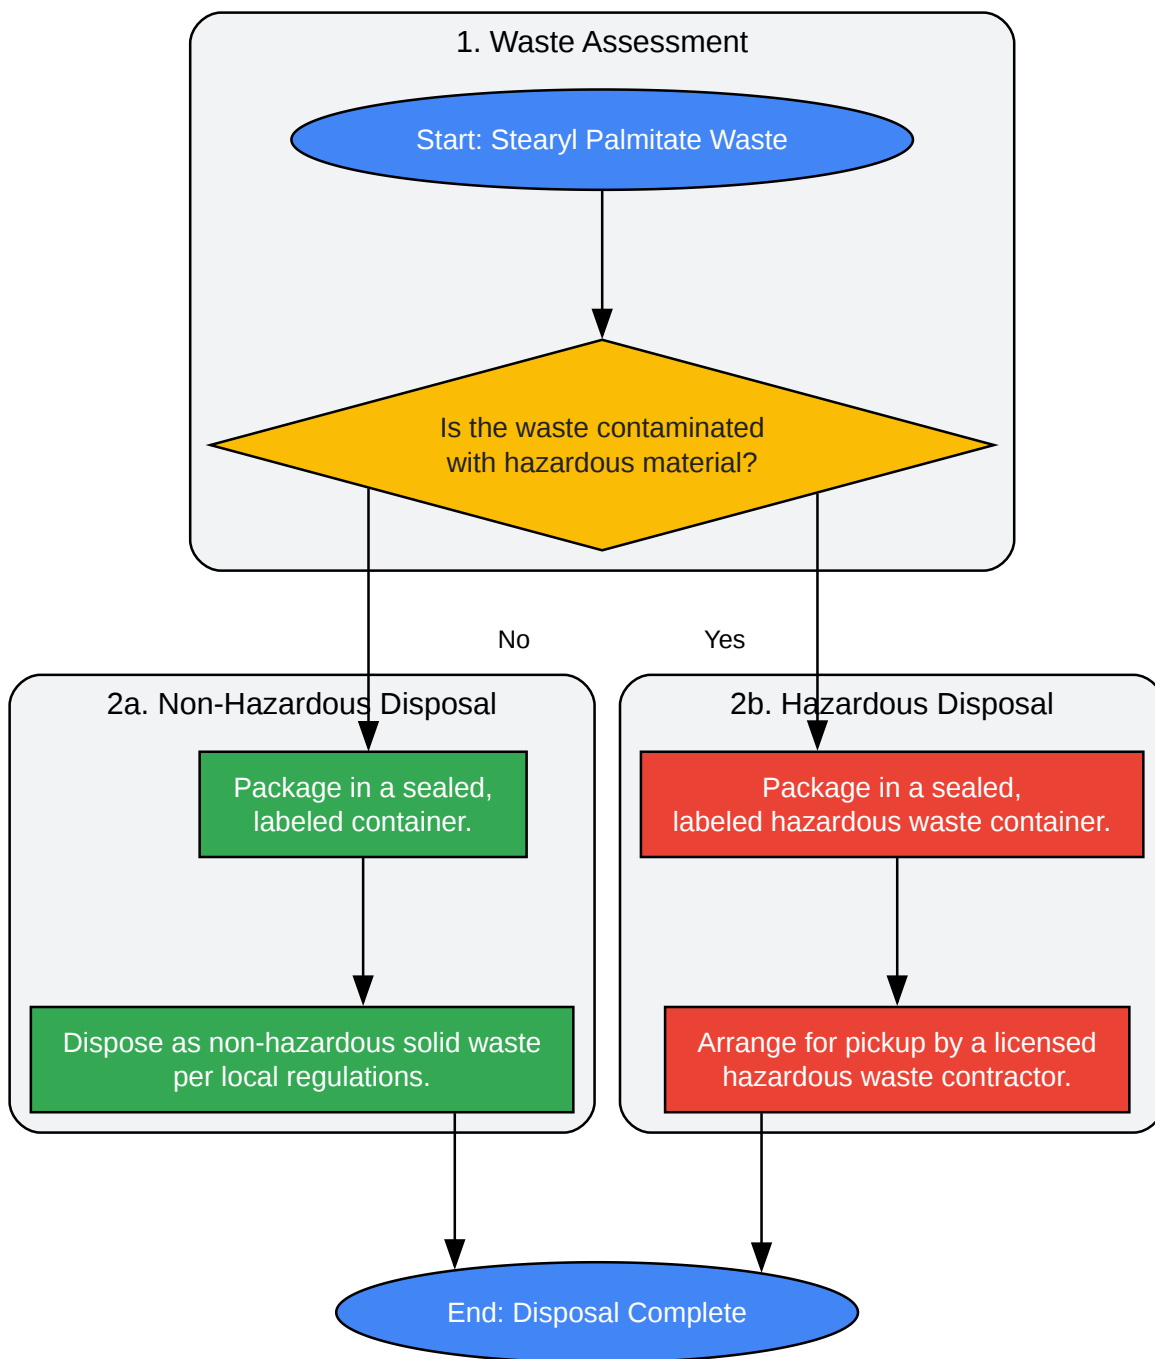 1. Waste Assessment
Start: Stearyl Palmitate Waste
Is the waste contaminated
with hazardous material?
No
Yes
2a. Non-Hazardous Disposal
Package in a sealed,
labeled container.
Dispose as non-hazardous solid waste
per local regulations.
2b. Hazardous Disposal
Package in a sealed,
labeled hazardous waste container.
Arrange for pickup by a licensed
hazardous waste contractor.
End: Disposal Complete